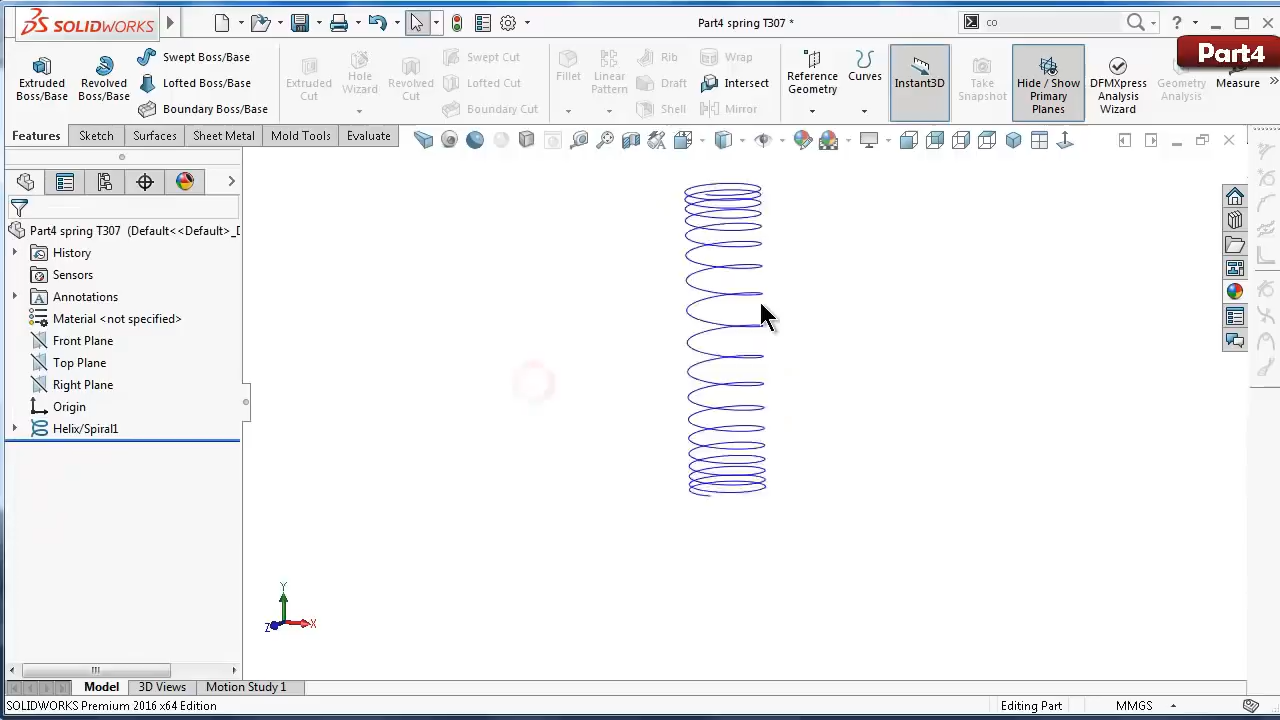 SOLIDWORKS
Part4 spring T307 *
co
Part4
Extruded Boss/Base
Revolved Boss/Base
Swept Boss/Base
Lofted Boss/Base
Boundary Boss/Base
Extruded Cut
Hole Wizard
Revolved Cut
Swept Cut
Lofted Cut
Boundary Cut
Fillet
Linear Pattern
Rib
Draft
Shell
Wrap
Intersect
Mirror
Reference Geometry
Curves
Instant3D
Take Snapshot
Hide / Show Primary Planes
DFMXpress Analysis Wizard
Geometry Analysis
Measure
Features
Sketch
Surfaces
Sheet Metal
Mold Tools
Evaluate
Part4 spring T307 (Default<<Default>_D
History
Sensors
Annotations
Material <not specified>
Front Plane
Top Plane
Right Plane
Origin
Helix/Spiral1
Y
X
Z
Model
3D Views
Motion Study 1
SOLIDWORKS Premium 2016 x64 Edition
Editing Part
MMGS